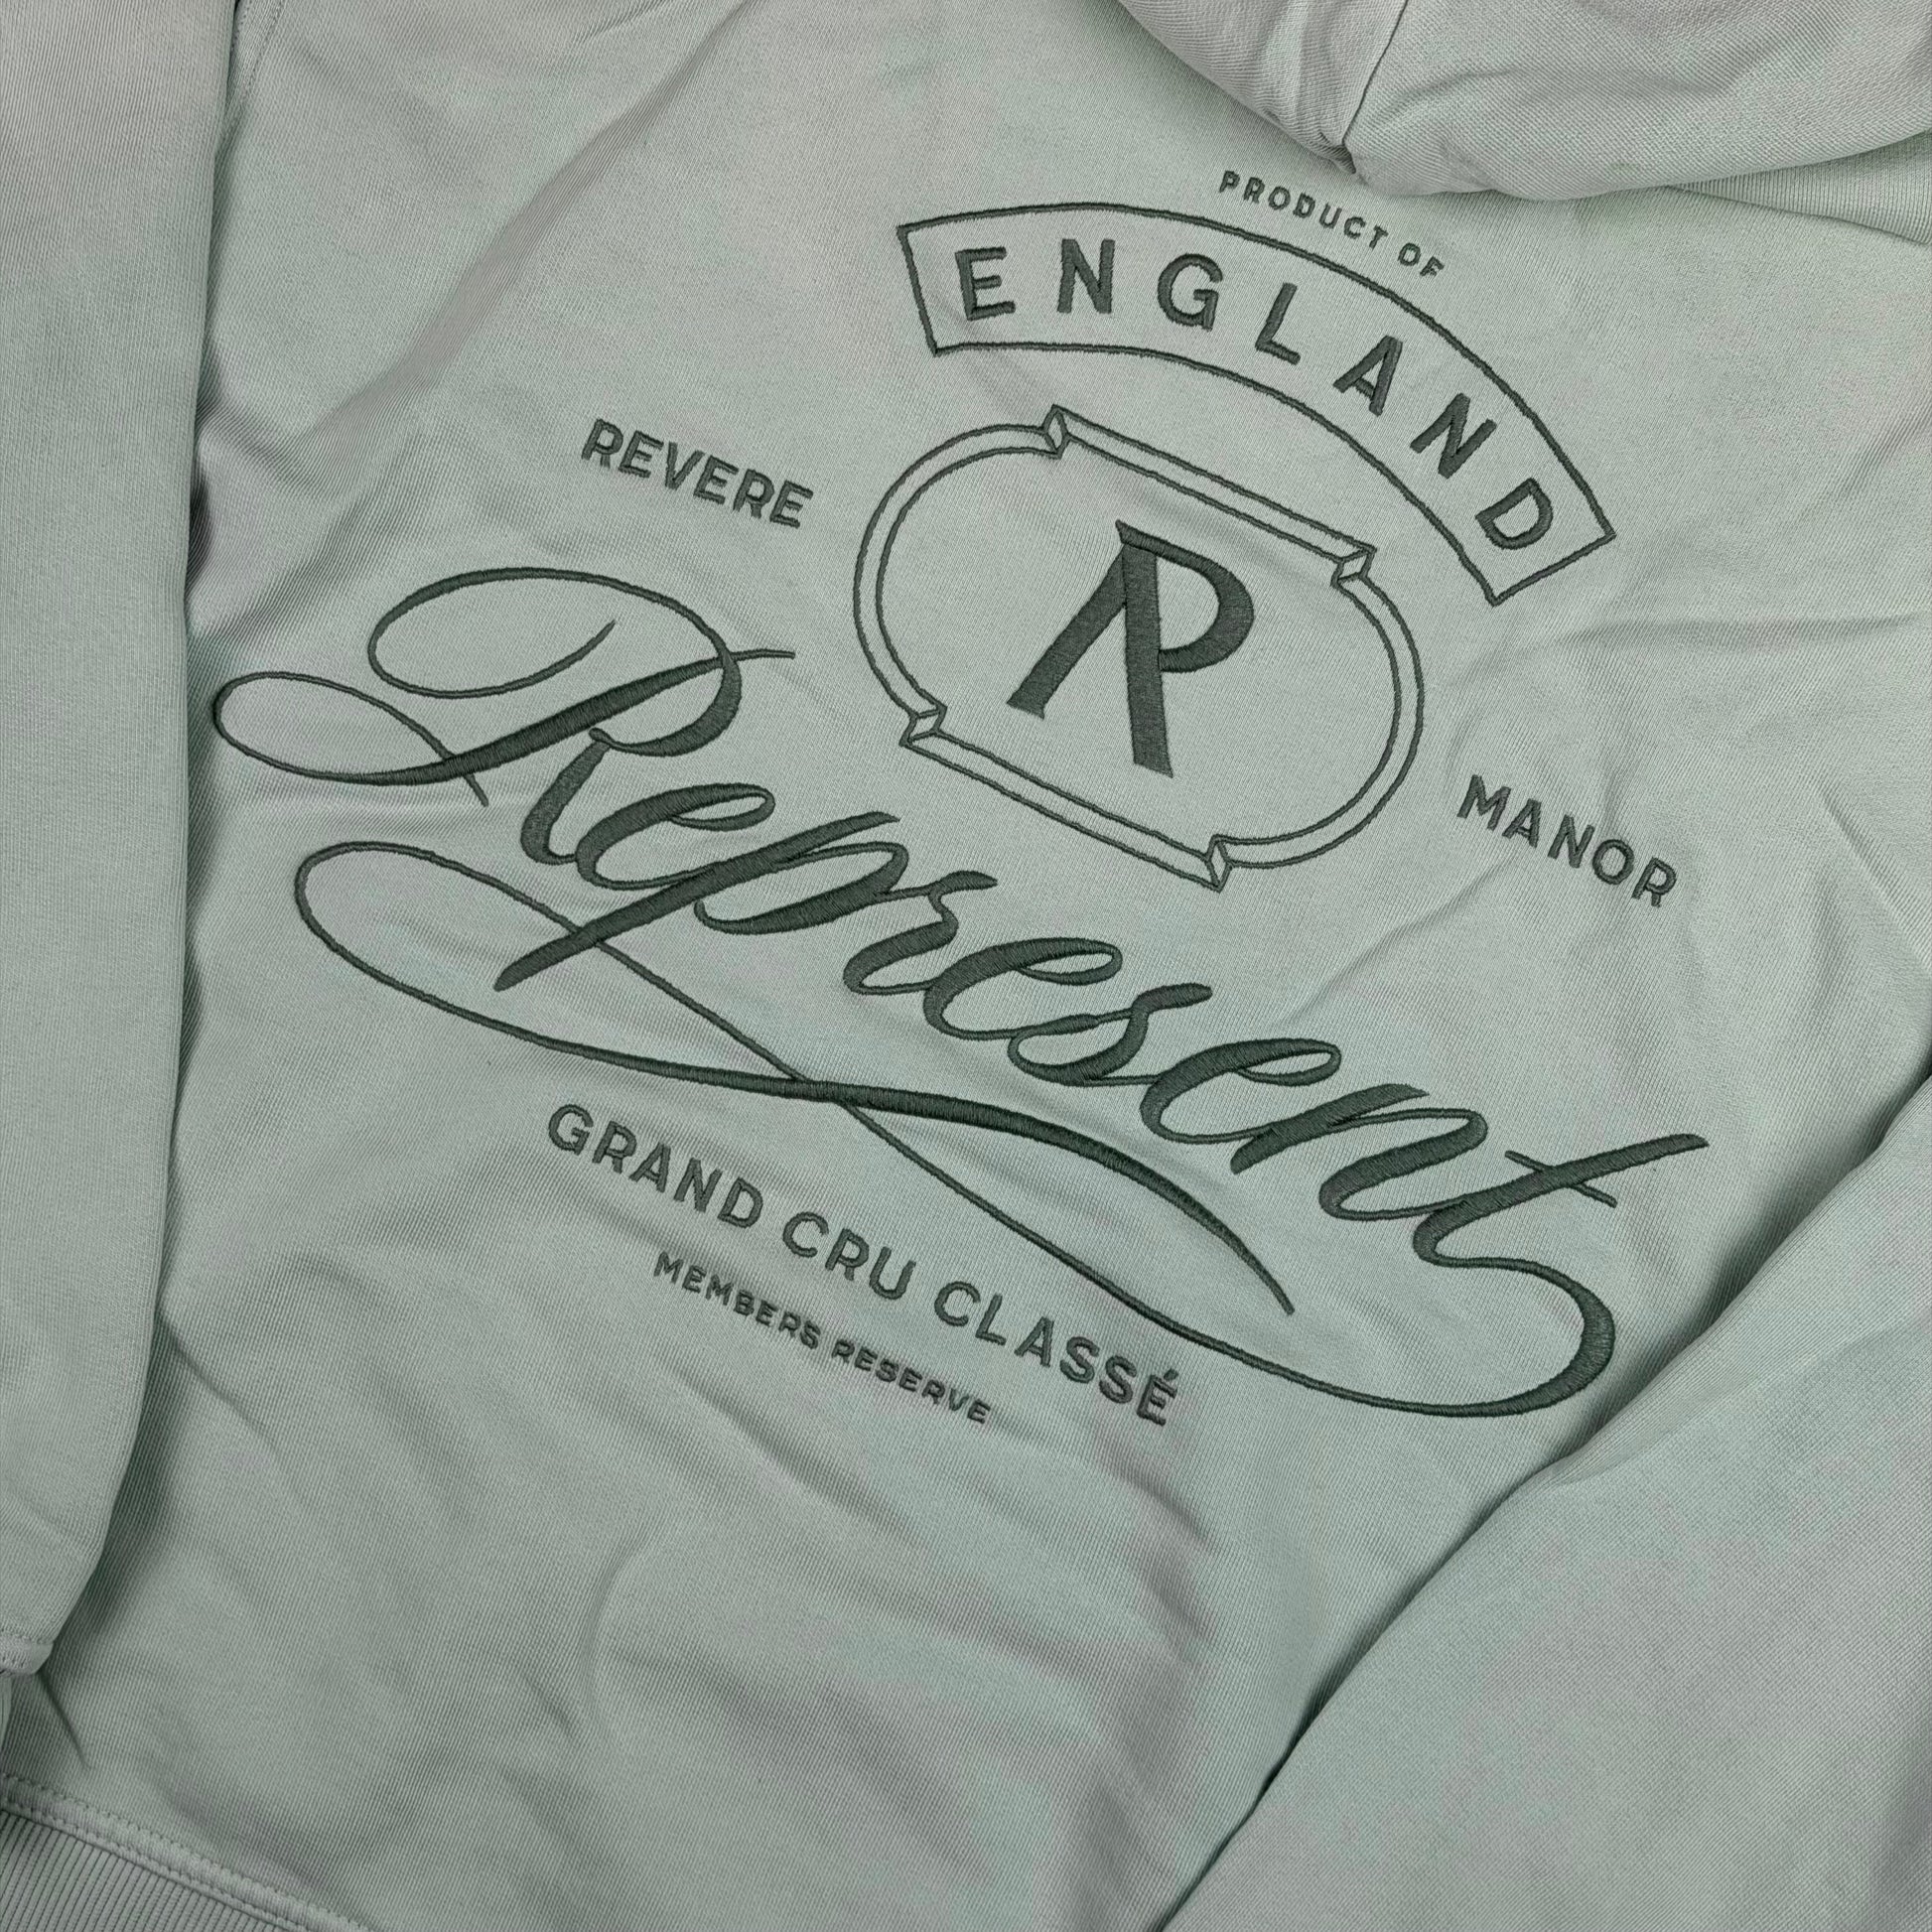 PRODUCT OF
ENGLAND
REVERE
R
MANOR
Represent
GRAND CRU CLASSÉ
MEMBERS RESERVE